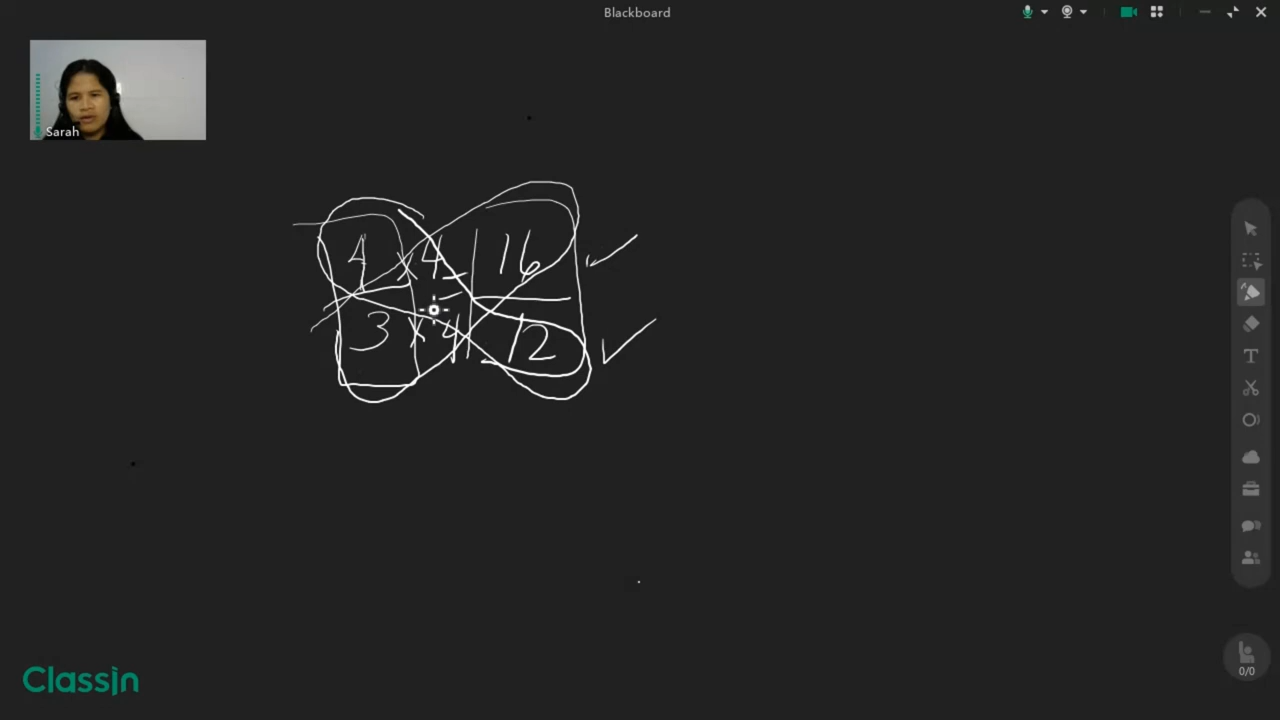 Blackboard
Sarah
4 x 4 = 16
3 x 4 12
T
0/0
ClassIn